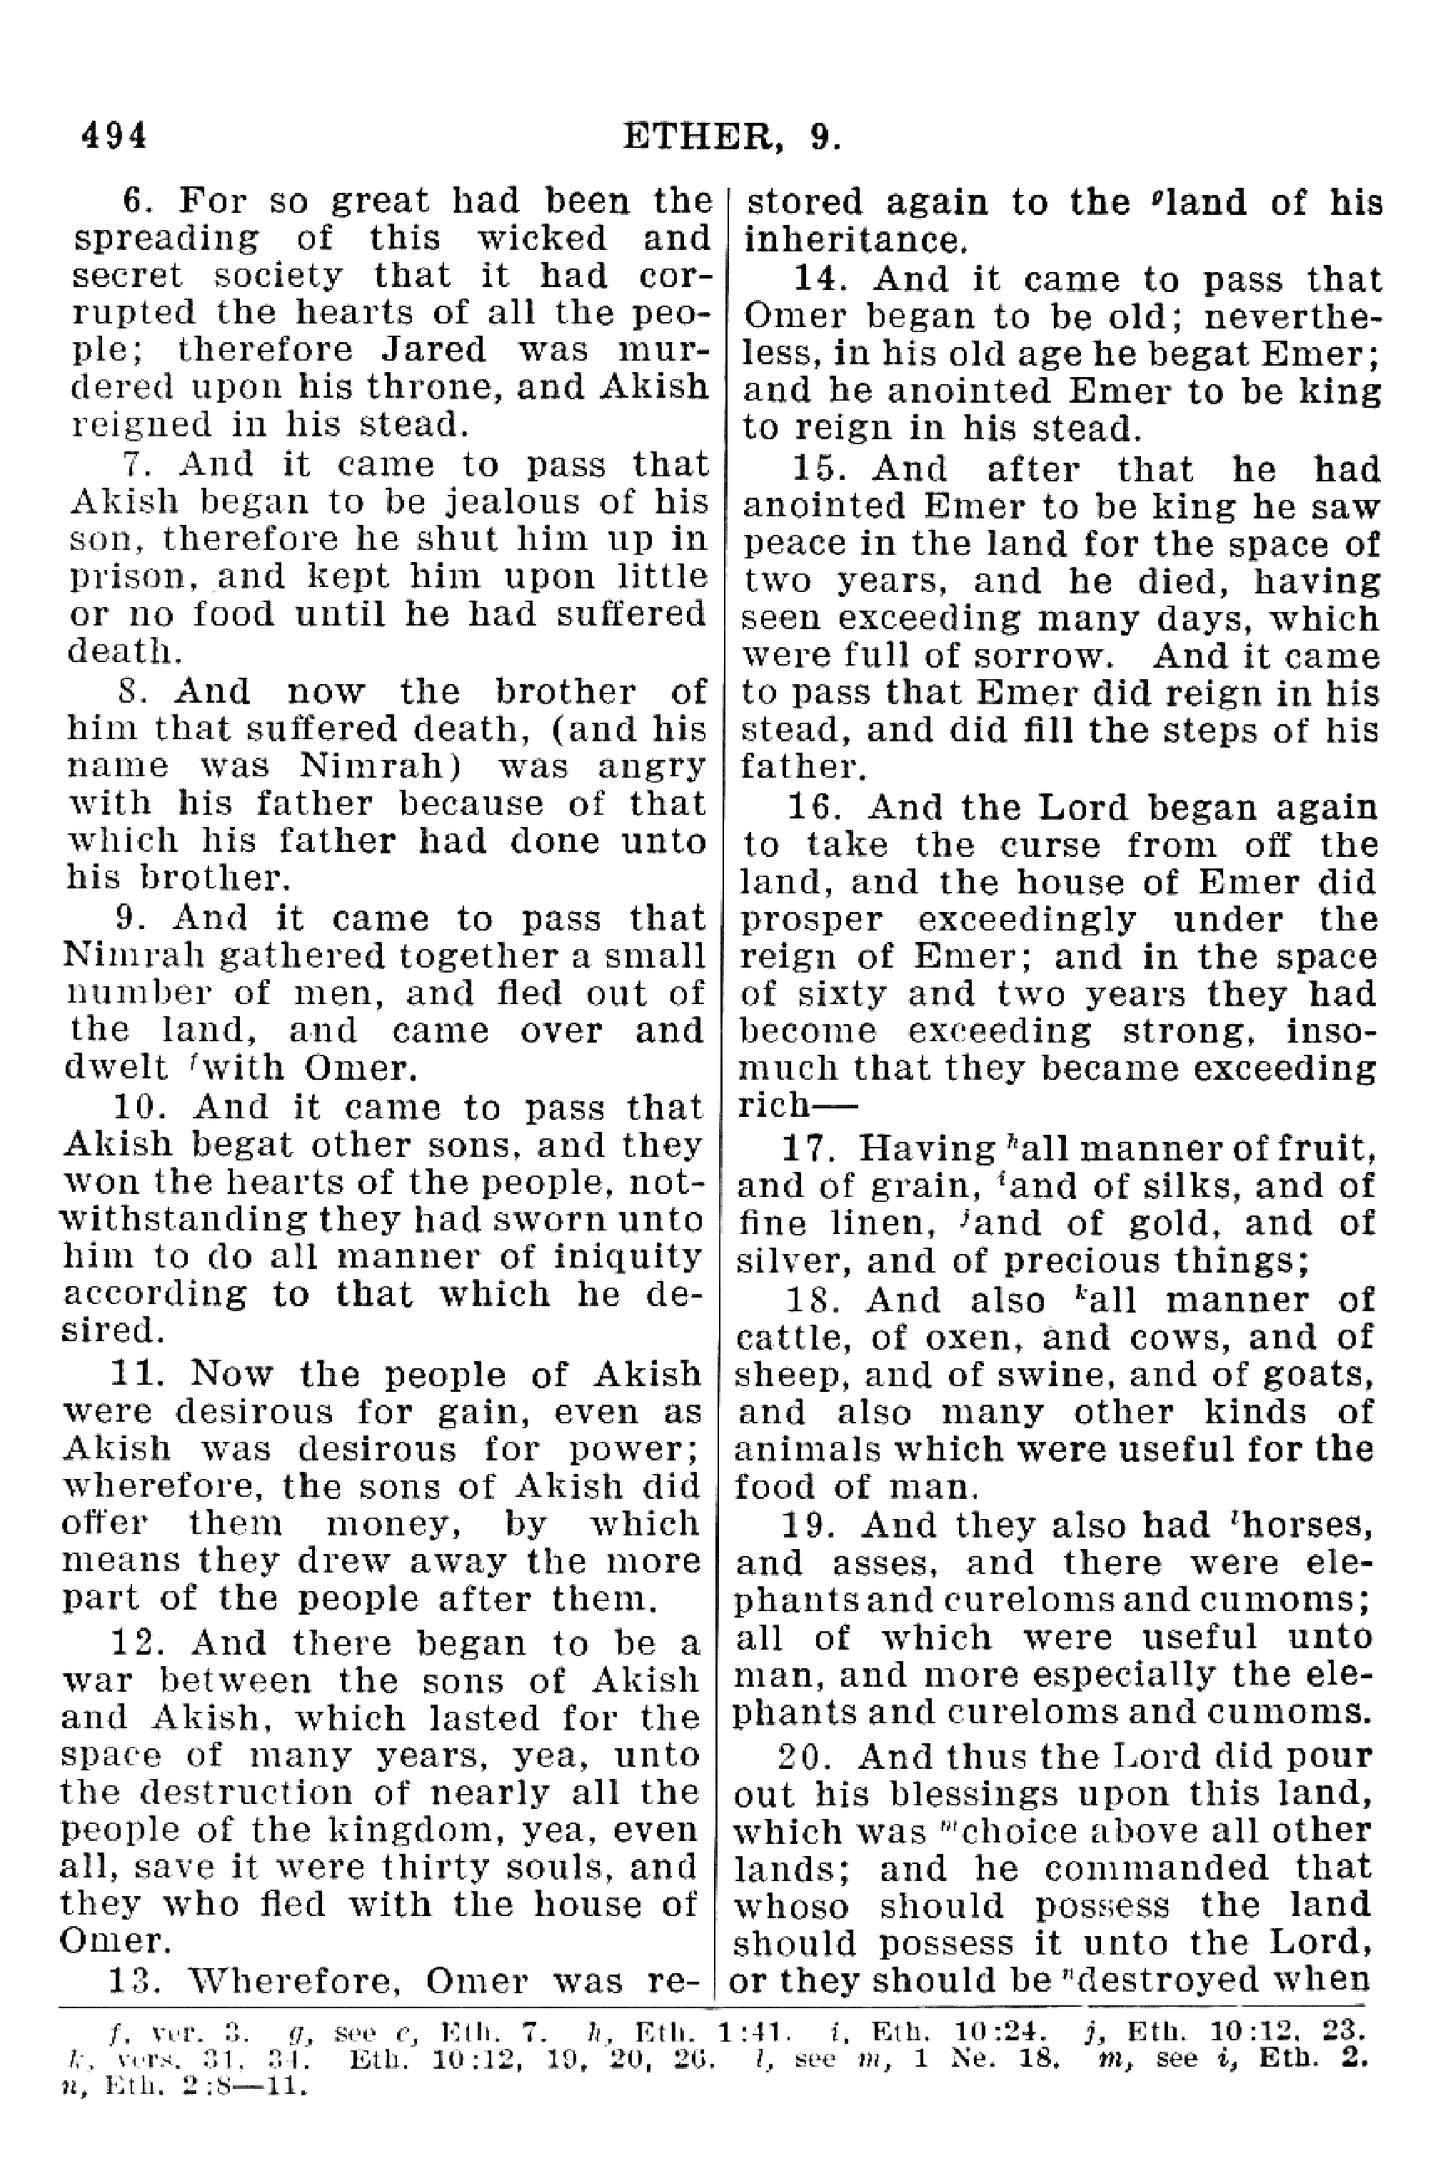 494
ETHER, 9.
6. For so great had been the
spreading of this wicked and
secret society that it had cor-
rupted the hearts of all the peo-
ple; therefore Jared was mur-
dered upon his throne, and Akish
reigned in his stead.
7. And it came to pass that
Akish began to be jealous of his
son, therefore he shut him up in
prison, and kept him upon little
or no food until he had suffered
death.
8. And now the brother of
him that suffered death, (and his
name was Nimrah) was angry
with his father because of that
which his father had done unto
his brother.
9. And it came to pass that
Nimrah gathered together a small
number of men, and fled out of
the land, and came over and
dwelt fwith Omer.
10. And it came to pass that
Akish begat other sons, and they
won the hearts of the people, not-
withstanding they had sworn unto
him to do all manner of iniquity
according to that which he de-
sired.
11. Now the people of Akish
were desirous for gain, even as
Akish was desirous for power;
wherefore, the sons of Akish did
offer them money, by which
means they drew away the more
part of the people after them.
12. And there began to be a
war between the sons of Akish
and Akish, which lasted for the
space of many years, yea, unto
the destruction of nearly all the
people of the kingdom, yea, even
all, save it were thirty souls, and
they who fled with the house of
Omer.
13. Wherefore, Omer was re-
stored again to the gland of his
inheritance.
14. And it came to pass that
Omer began to be old; neverthe-
less, in his old age he begat Emer;
and he anointed Emer to be king
to reign in his stead.
15. And after that he had
anointed Emer to be king he saw
peace in the land for the space of
two years, and he died, having
seen exceeding many days, which
were full of sorrow. And it came
to pass that Emer did reign in his
stead, and did fill the steps of his
father.
16. And the Lord began again
to take the curse from off the
land, and the house of Emer did
prosper exceedingly under the
reign of Emer; and in the space
of sixty and two years they had
become exceeding strong, inso-
much that they became exceeding
rich—
17. Having hall manner of fruit,
and of grain, iand of silks, and of
fine linen, jand of gold, and of
silver, and of precious things;
18. And also kall manner of
cattle, of oxen, and cows, and of
sheep, and of swine, and of goats,
and also many other kinds of
animals which were useful for the
food of man.
19. And they also had lhorses,
and asses, and there were ele-
phants and cureloms and cumoms;
all of which were useful unto
man, and more especially the ele-
phants and cureloms and cumoms.
20. And thus the Lord did pour
out his blessings upon this land,
which was mchoice above all other
lands; and he commanded that
whoso should possess the land
should possess it unto the Lord,
or they should be ndestroyed when
f, ver. 3. g, see e, Eth. 7. h, Eth. 1:41. i, Eth. 10:24. j, Eth. 10:12, 23.
k, vers. 31, 34. Eth. 10:12, 19, 20, 26. l, see m, 1 Ne. 18. m, see i, Eth. 2.
n, Eth. 2:8—11.